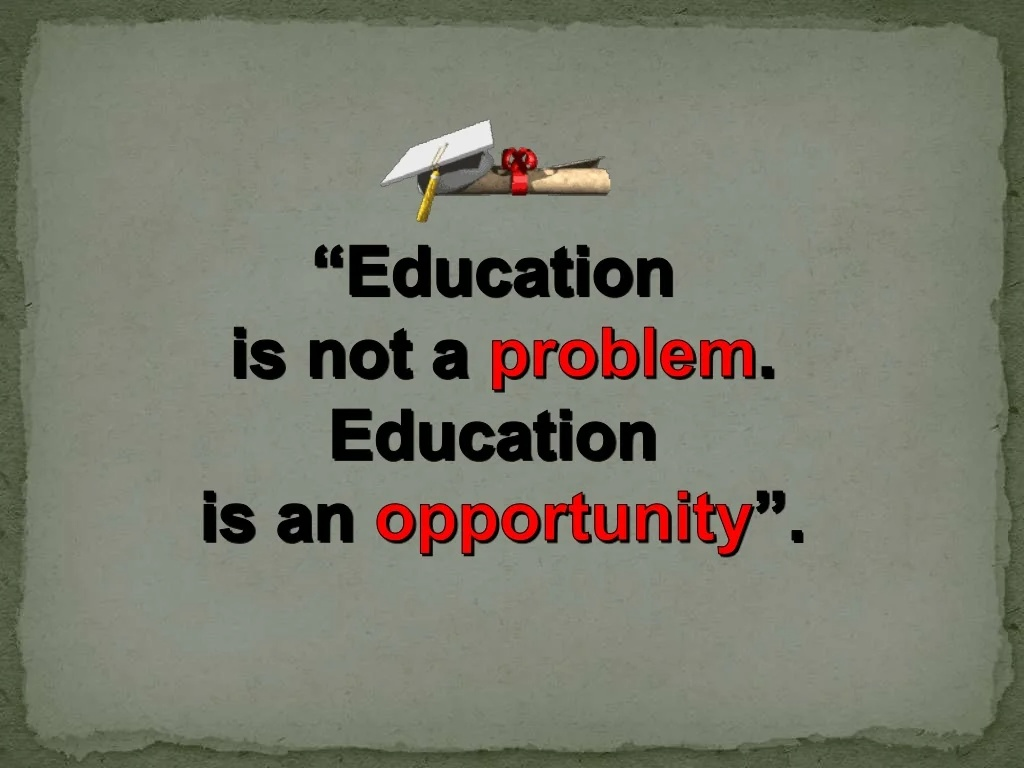 “Education
is not a problem.
Education
is an opportunity”.